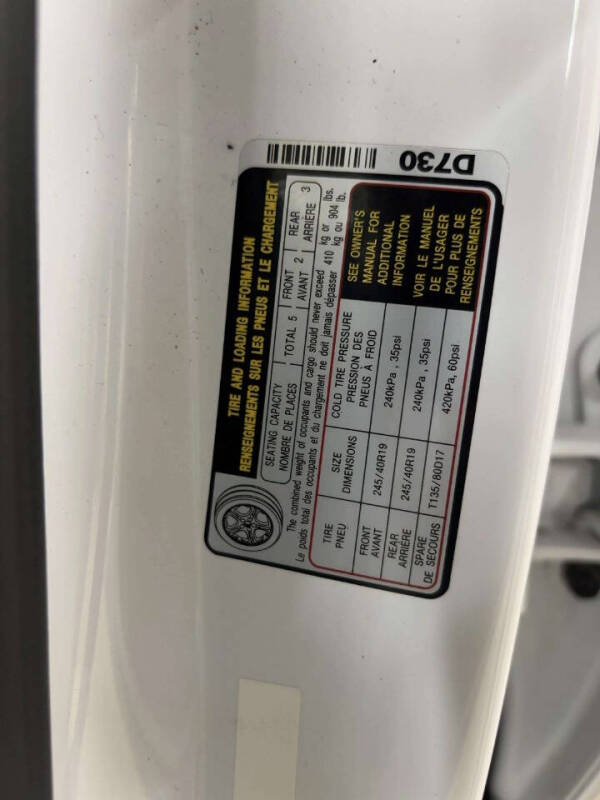 D730
TIRE AND LOADING INFORMATION
RENSEIGNEMENTS SUR LES PNEUS ET LE CHARGEMENT
SEATING CAPACITY TOTAL 5 FRONT 2 REAR 3
NOMBRE DE PLACES AVANT ARRIÈRE
The combined weight of occupants and cargo should never exceed 410 kg or 904 lbs.
Le poids total des occupants et du chargement ne doit jamais dépasser kg ou lb.
TIRE SIZE COLD TIRE PRESSURE
PNEU DIMENSIONS PRESSION DES
PNEUS À FROID
FRONT 245/40R19 240kPa , 35psi
AVANT
REAR 245/40R19 240kPa , 35psi
ARRIÈRE
SPARE T135/80D17 420kPa, 60psi
DE SECOURS
SEE OWNER'S
MANUAL FOR
ADDITIONAL
INFORMATION
VOIR LE MANUEL
DE L'USAGER
POUR PLUS DE
RENSEIGNEMENTS